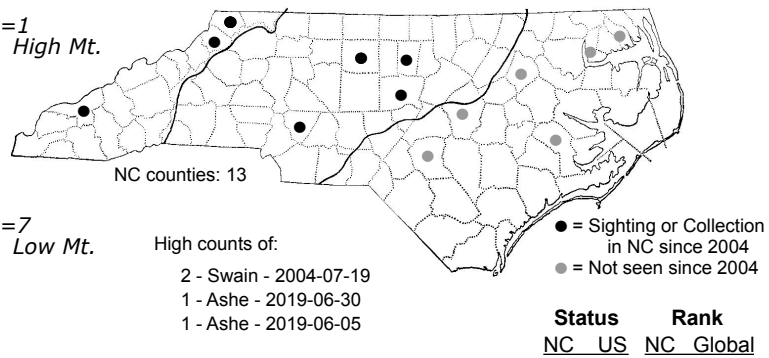 =1
High Mt.
NC counties: 13
=7
Low Mt.
High counts of:
2 - Swain - 2004-07-19
1 - Ashe - 2019-06-30
1 - Ashe - 2019-06-05
= Sighting or Collection
in NC since 2004
= Not seen since 2004
Status Rank
NC US NC Global